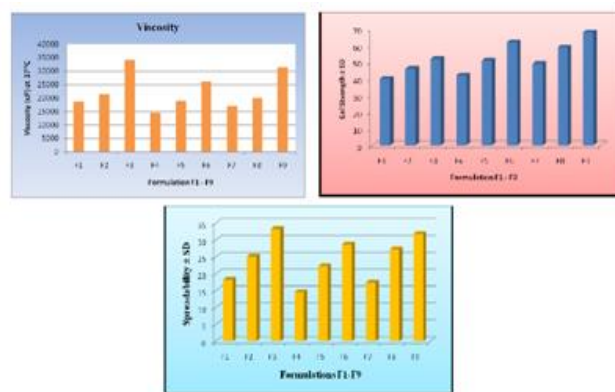 Viscosity
Viscosity (cP) at 37°C
40000
35000
30000
25000
20000
15000
10000
5000
0
F1 F2 F3 F4 F5 F6 F7 F8 F9
Formulation F1 - F9
Gel Strength ± SD
70
60
50
40
30
20
10
0
F1 F2 F3 F4 F5 F6 F7 F8 F9
Formulation F1 - F9
Spreadability ± SD
35
30
25
20
15
10
5
0
F1 F2 F3 F4 F5 F6 F7 F8 F9
Formulations F1-F9